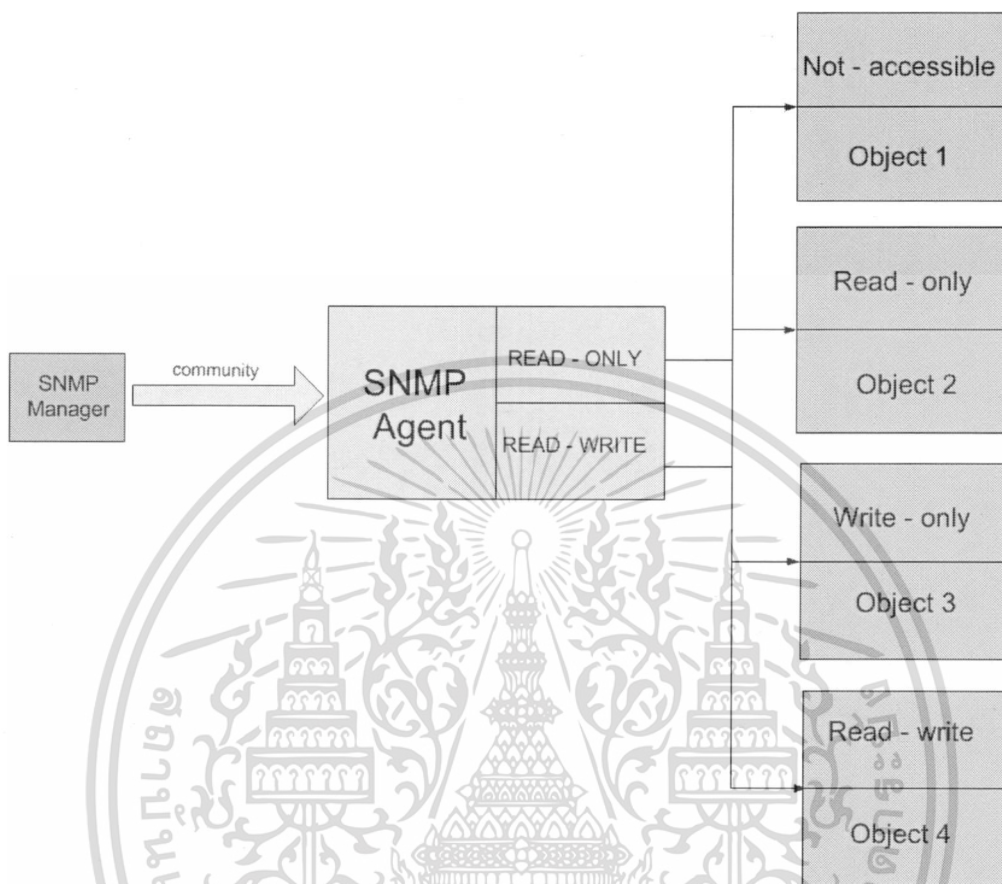 Not - accessible
Object 1
Read - only
Object 2
SNMP
Manager
community
SNMP
Agent
READ - ONLY
READ - WRITE
Write - only
Object 3
Read - write
Object 4